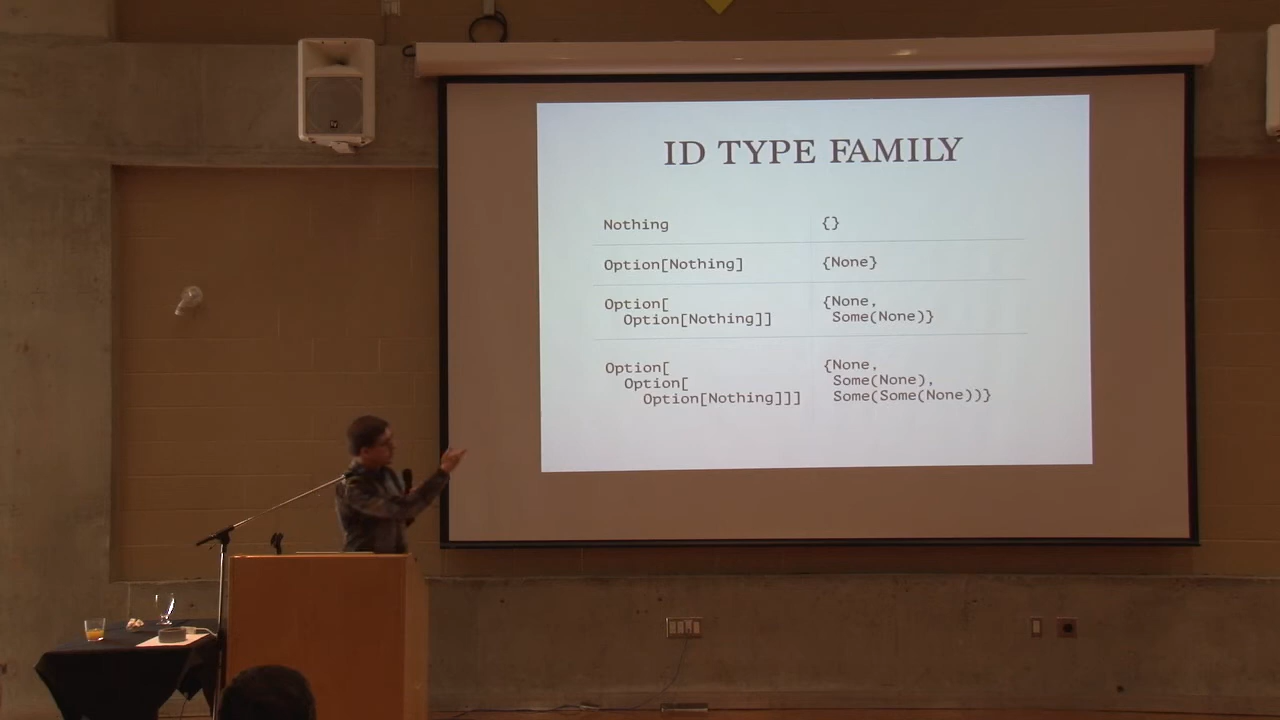 ID TYPE FAMILY
Nothing {}
Option[Nothing] {None}
Option[ {None,
Option[Nothing]] Some(None)}
Option[ {None,
Option[ Some(None),
Option[Nothing]]] Some(Some(None))}